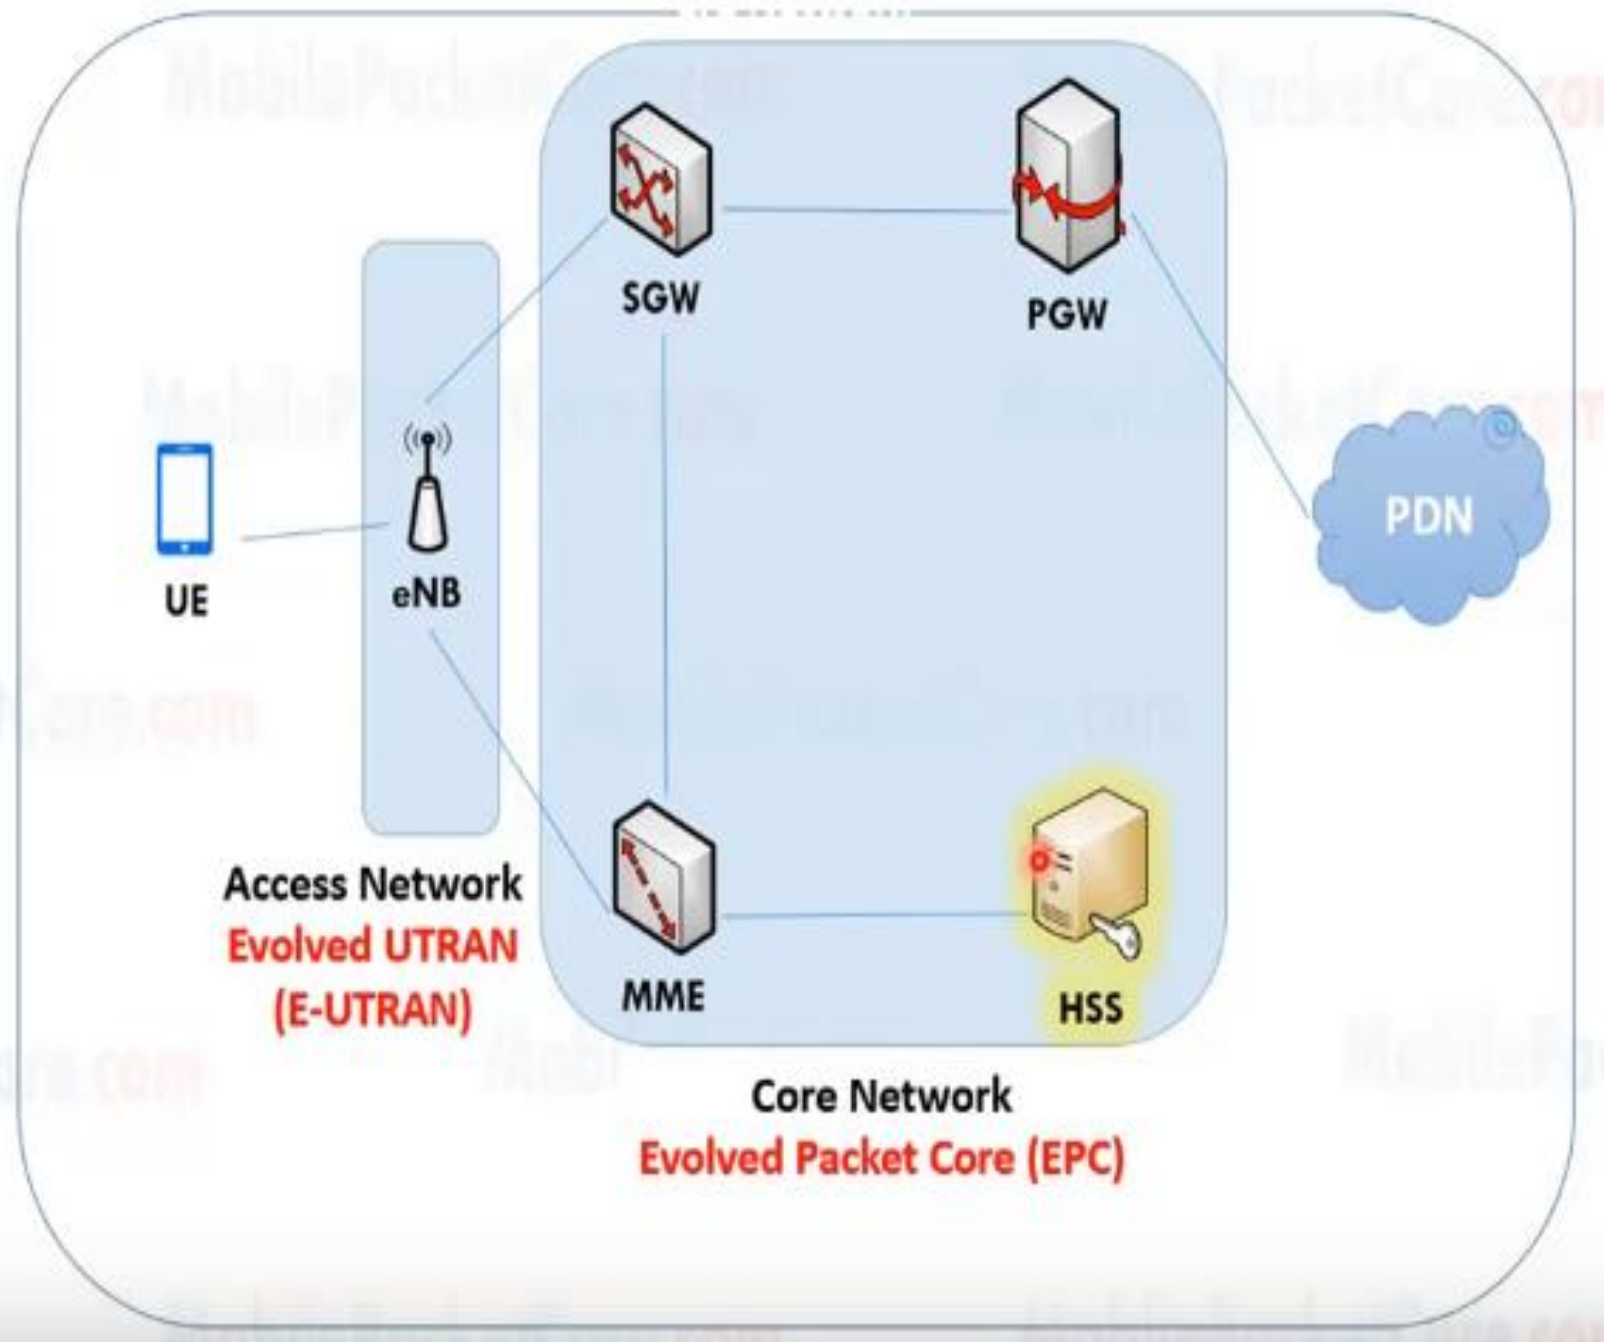 SGW
PGW
PDN
UE
eNB
Access Network
Evolved UTRAN
(E-UTRAN)
MME
HSS
Core Network
Evolved Packet Core (EPC)